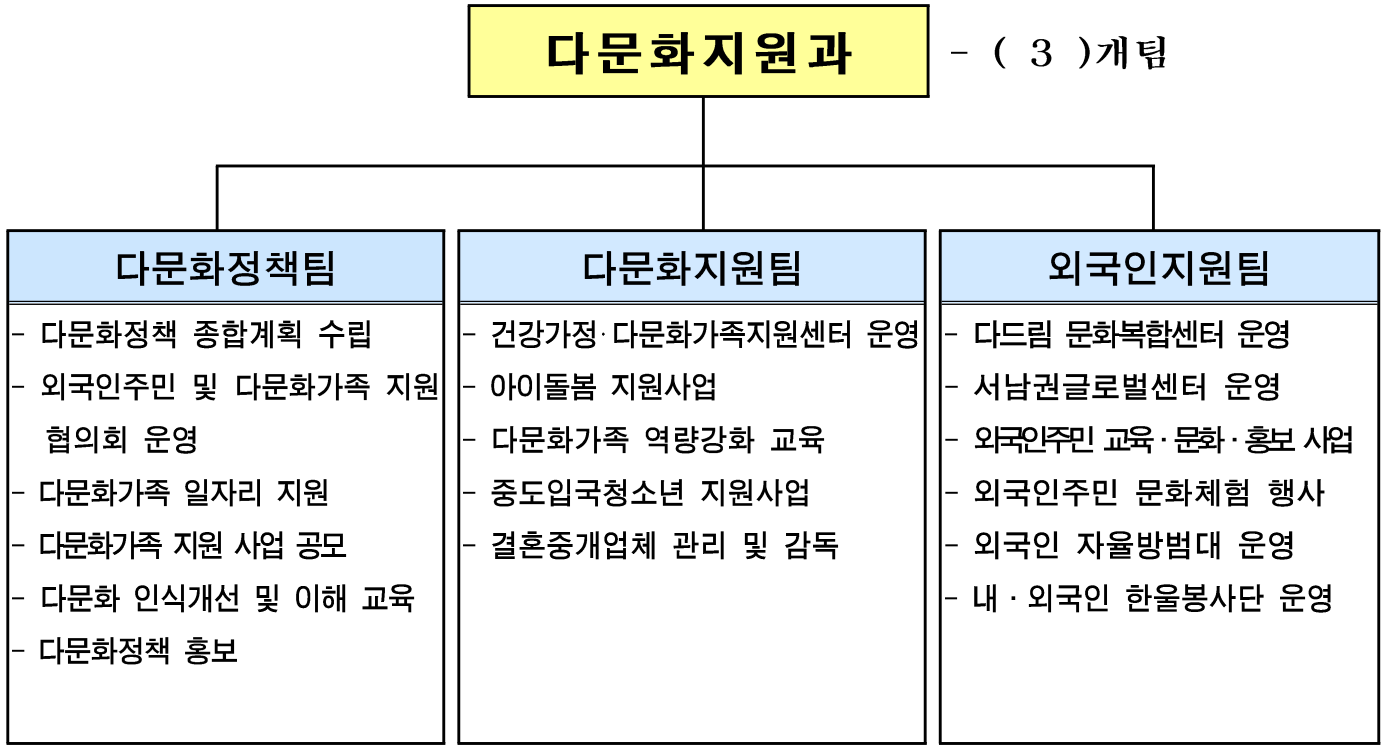 다문화지원과
- ( 3 )개팀
다문화정책팀
- 다문화정책 종합계획 수립
- 외국인주민 및 다문화가족 지원
협의회 운영
- 다문화가족 일자리 지원
- 다문화가족 지원 사업 공모
- 다문화 인식개선 및 이해 교육
- 다문화정책 홍보
다문화지원팀
- 건강가정·다문화가족지원센터 운영
- 아이돌봄 지원사업
- 다문화가족 역량강화 교육
- 중도입국청소년 지원사업
- 결혼중개업체 관리 및 감독
외국인지원팀
- 다드림 문화복합센터 운영
- 서남권글로벌센터 운영
- 외국인주민 교육·문화·홍보 사업
- 외국인주민 문화체험 행사
- 외국인 자율방범대 운영
- 내·외국인 한울봉사단 운영